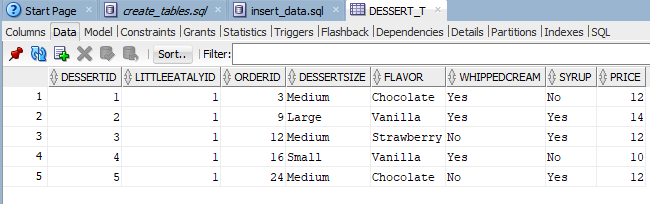 Start Page create_tables.sql insert_data.sql DESSERT_T
Columns Data Model Constraints Grants Statistics Triggers Flashback Dependencies Details Partitions Indexes SQL
Sort.. Filter:
DESSERTID LITTLEEATALYID ORDERID DESSERTSIZE FLAVOR WHIPPEDCREAM SYRUP PRICE
1 1 1 3 Medium Chocolate Yes No 12
2 2 1 9 Large Vanilla Yes Yes 14
3 3 1 12 Medium Strawberry No Yes 12
4 4 1 16 Small Vanilla Yes No 10
5 5 1 24 Medium Chocolate No Yes 12